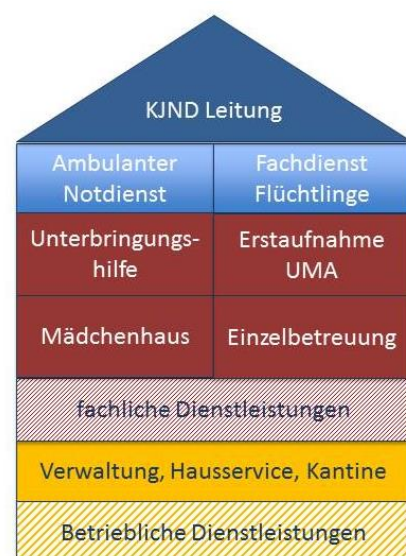 KJND Leitung
Ambulanter
Notdienst
Fachdienst
Flüchtlinge
Unterbringungs-
hilfe
Erstaufnahme
UMA
Mädchenhaus
Einzelbetreuung
fachliche Dienstleistungen
Verwaltung, Hausservice, Kantine
Betriebliche Dienstleistungen